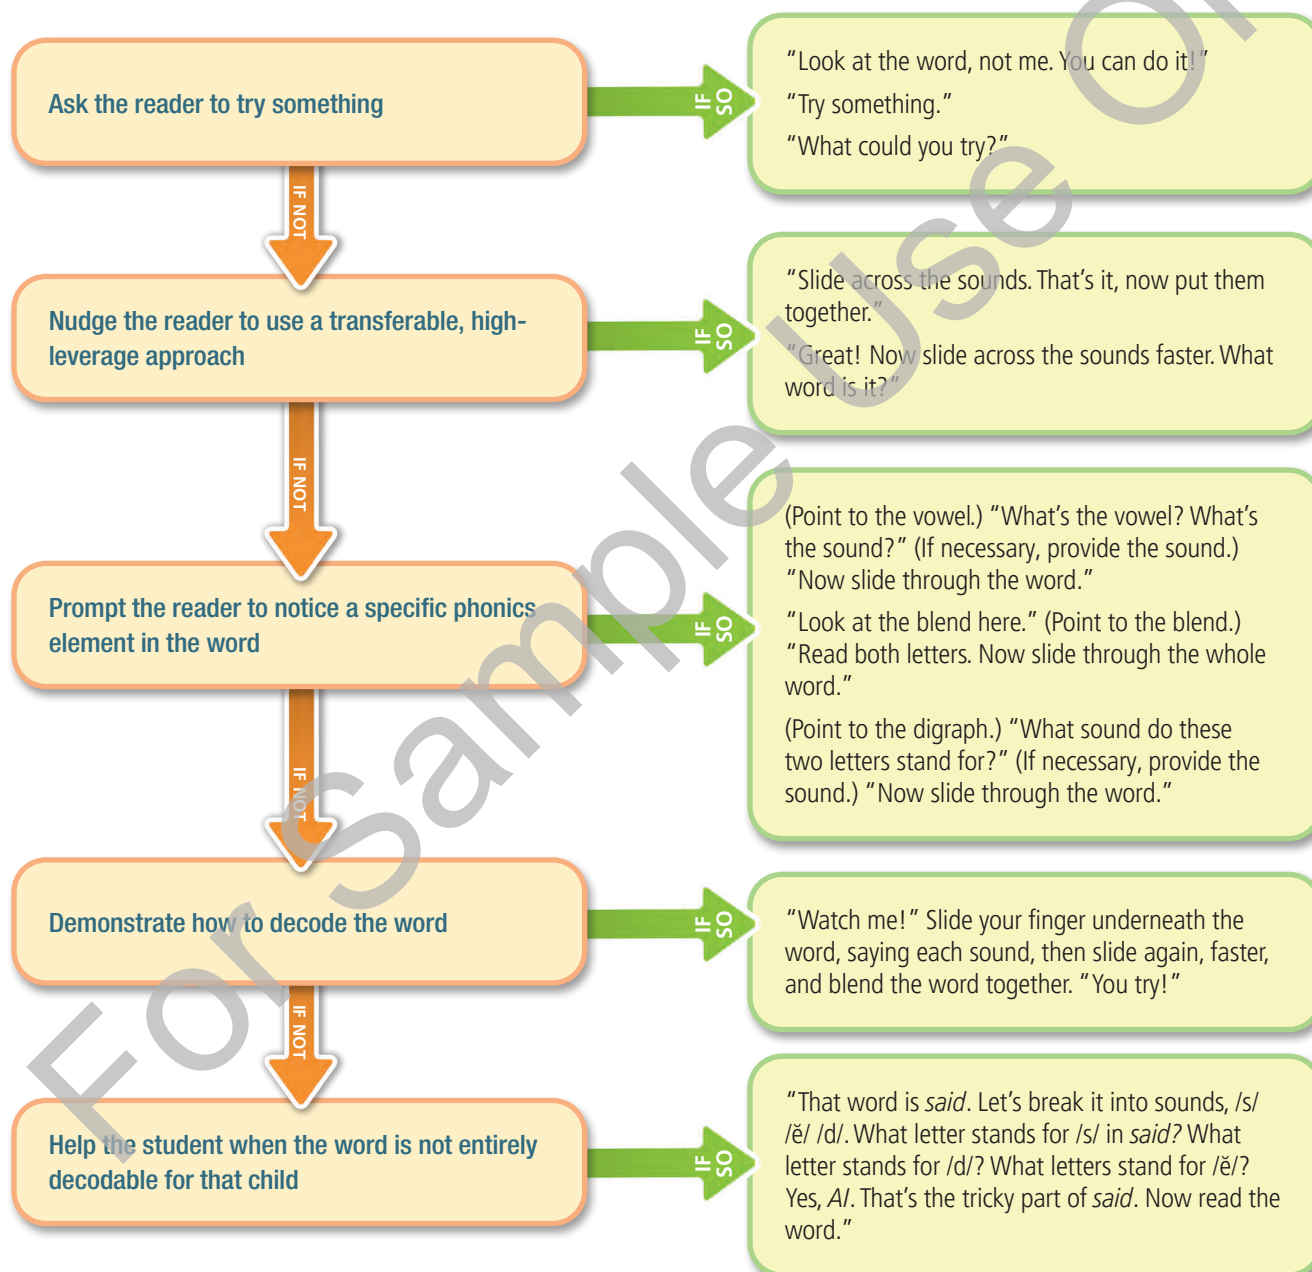 Ask the reader to try something
IF SO
"Look at the word, not me. You can do it!"
"Try something."
"What could you try?"
IF NOT
Nudge the reader to use a transferable, high-
leverage approach
IF SO
"Slide across the sounds. That's it, now put them
together."
"Great! Now slide across the sounds faster. What
word is it?"
IF NOT
Prompt the reader to notice a specific phonics
element in the word
IF SO
(Point to the vowel.) "What's the vowel? What's
the sound?" (If necessary, provide the sound.)
"Now slide through the word."
"Look at the blend here." (Point to the blend.)
"Read both letters. Now slide through the whole
word."
(Point to the digraph.) "What sound do these
two letters stand for?" (If necessary, provide the
sound.) "Now slide through the word."
IF NOT
Demonstrate how to decode the word
IF SO
"Watch me!" Slide your finger underneath the
word, saying each sound, then slide again, faster,
and blend the word together. "You try!"
IF NOT
Help the student when the word is not entirely
decodable for that child
IF SO
"That word is said. Let's break it into sounds, /s/
/ĕ/ /d/. What letter stands for /s/ in said? What
letter stands for /d/? What letters stand for /ĕ/?
Yes, AI. That's the tricky part of said. Now read the
word."
For Sample Use